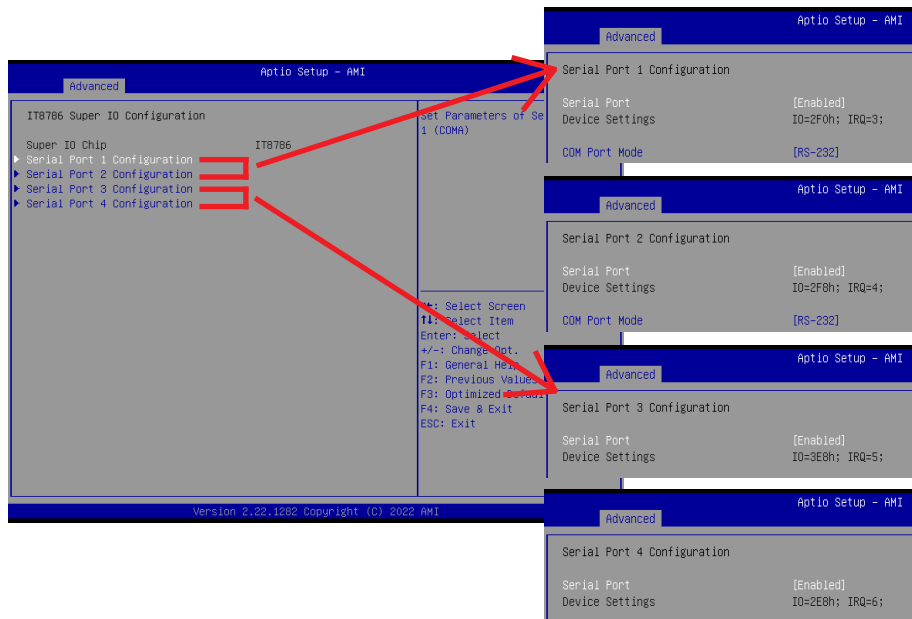 Aptio Setup – AMI
Advanced
IT8786 Super IO Configuration
Super IO Chip IT8786
Serial Port 1 Configuration
Serial Port 2 Configuration
Serial Port 3 Configuration
Serial Port 4 Configuration
Set Parameters of Se
1 (COMA)
: Select Screen
↑↓: Select Item
Enter: Select
+/-: Change Opt.
F1: General Help
F2: Previous Values
F3: Optimized Defaul
F4: Save & Exit
ESC: Exit
Version 2.22.1282 Copyright (C) 2022 AMI
Aptio Setup – AMI
Advanced
Serial Port 1 Configuration
Serial Port [Enabled]
Device Settings IO=2F0h; IRQ=3;
COM Port Mode [RS-232]
Aptio Setup – AMI
Advanced
Serial Port 2 Configuration
Serial Port [Enabled]
Device Settings IO=2F8h; IRQ=4;
COM Port Mode [RS-232]
Aptio Setup – AMI
Advanced
Serial Port 3 Configuration
Serial Port [Enabled]
Device Settings IO=3E8h; IRQ=5;
Aptio Setup – AMI
Advanced
Serial Port 4 Configuration
Serial Port [Enabled]
Device Settings IO=2E8h; IRQ=6;